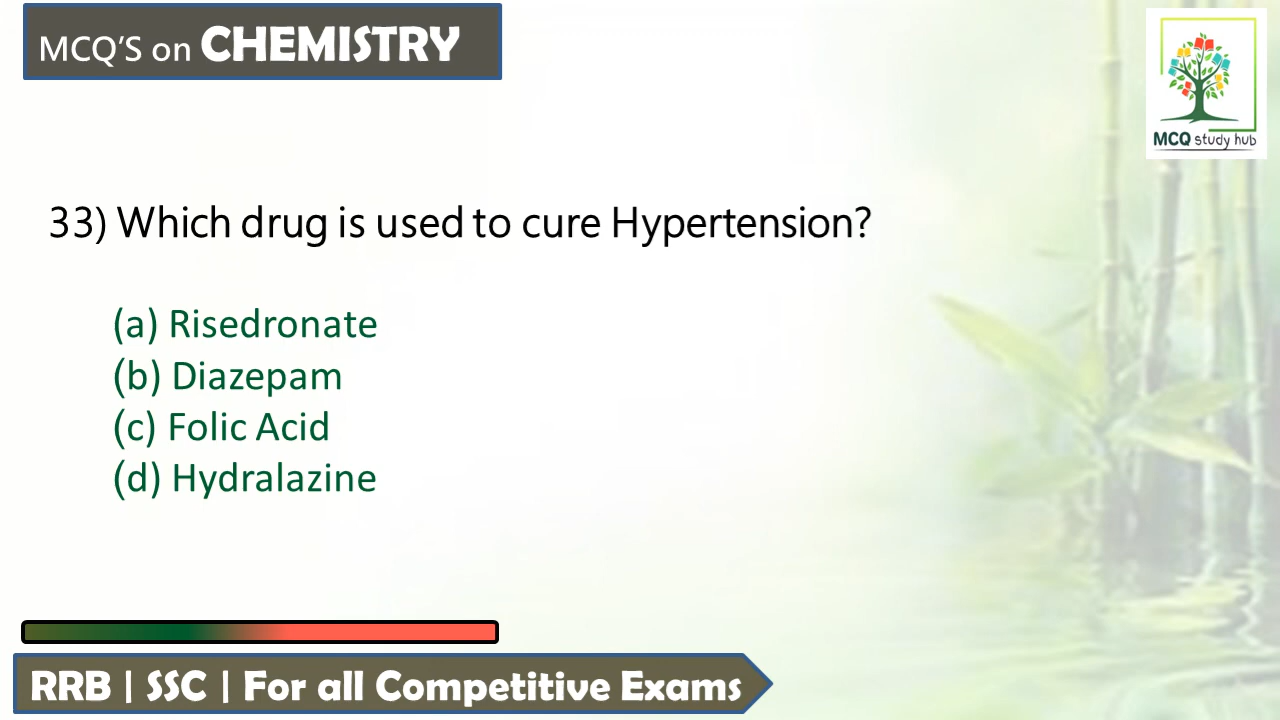 MCQ'S on CHEMISTRY
MCQ study hub
33) Which drug is used to cure Hypertension?
(a) Risedronate
(b) Diazepam
(c) Folic Acid
(d) Hydralazine
RRB | SSC | For all Competitive Exams